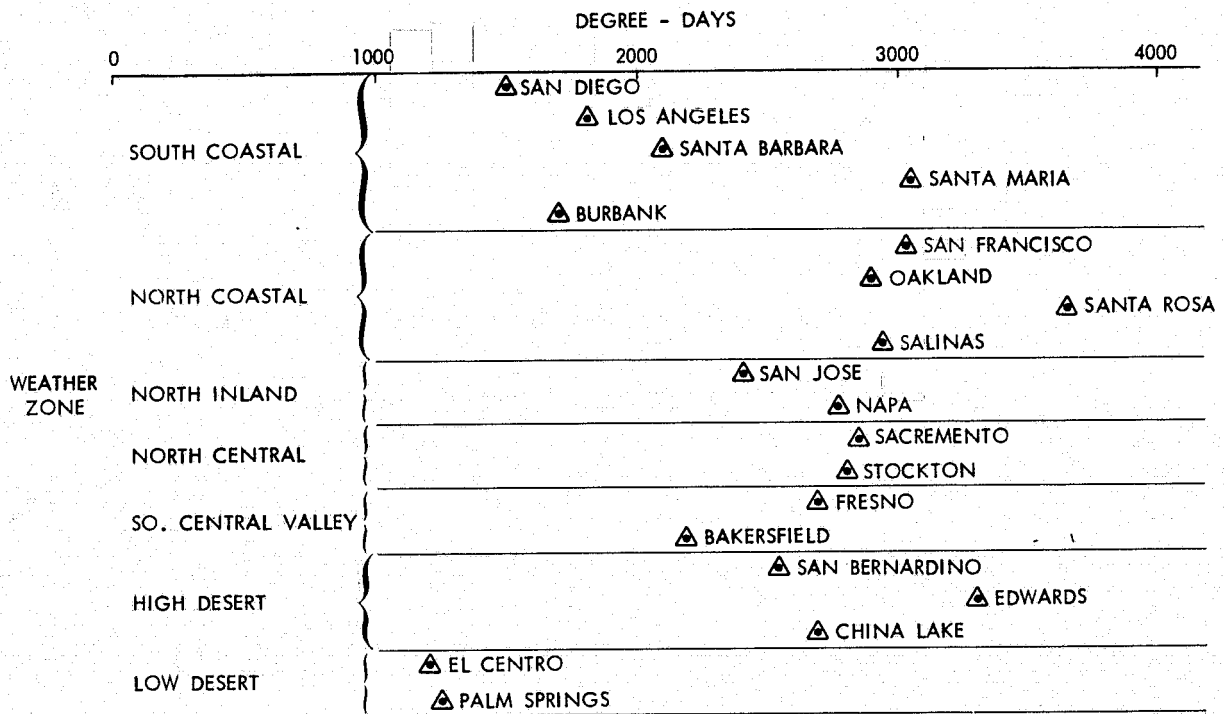 DEGREE - DAYS
0 1000 2000 3000 4000
SAN DIEGO
LOS ANGELES
SOUTH COASTAL
SANTA BARBARA
SANTA MARIA
BURBANK
SAN FRANCISCO
OAKLAND
NORTH COASTAL
SANTA ROSA
SALINAS
WEATHER
ZONE
NORTH INLAND
SAN JOSE
NAPA
NORTH CENTRAL
SACREMENTO
STOCKTON
SO. CENTRAL VALLEY
FRESNO
BAKERSFIELD
SAN BERNARDINO
HIGH DESERT
EDWARDS
CHINA LAKE
LOW DESERT
EL CENTRO
PALM SPRINGS